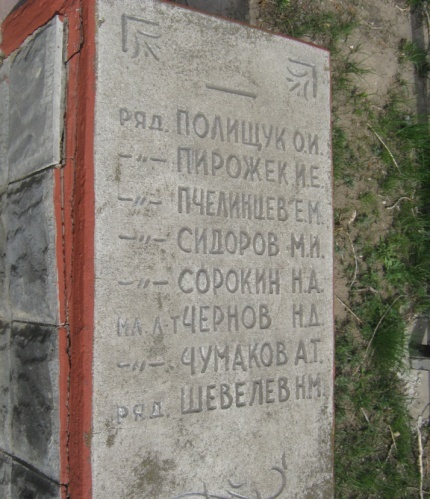 ряд. ПОЛИЩУК О.И.
—„— ПИРОЖЕК И.Е.
—„— ПЧЕЛИНЦЕВ Е.М.
—„— СИДОРОВ М.И.
—„— СОРОКИН Н.А.
мл. л-т ЧЕРНОВ Н.Д.
—„— ЧУМАКОВ А.Т.
ряд. ШЕВЕЛЕВ Н.М.